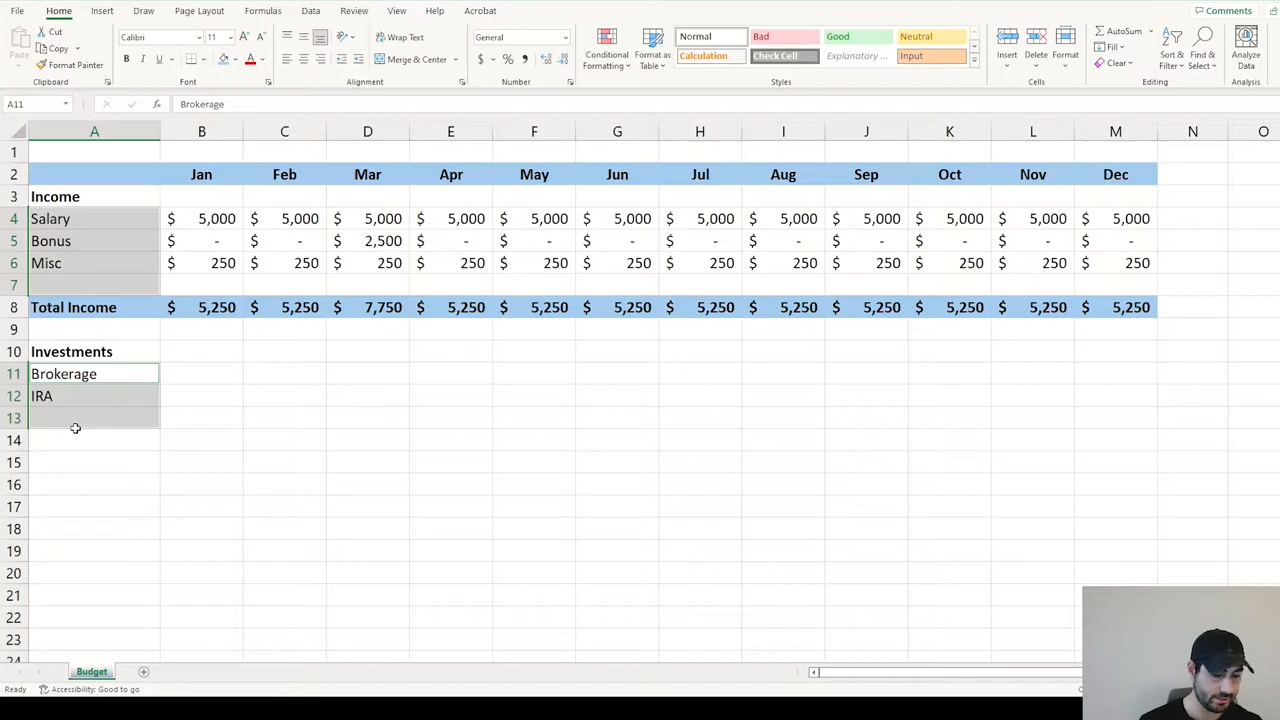 File Home Insert Draw Page Layout Formulas Data Review View Help Acrobat Comments
Cut Calibri 11 Wrap Text General Normal Bad Good Neutral AutoSum
Paste Copy Conditional Formatting Format as Table Insert Delete Format Fill Sort & Filter Find & Select Analyze Data
Format Painter B I U Merge & Center $ % Calculation Check Cell Explanatory ... Input Clear
Clipboard Font Alignment Number Styles Cells Editing Analysis
A11 fx Brokerage
A B C D E F G H I J K L M N O
1
2 Jan Feb Mar Apr May Jun Jul Aug Sep Oct Nov Dec
3 Income
4 Salary $ 5,000 $ 5,000 $ 5,000 $ 5,000 $ 5,000 $ 5,000 $ 5,000 $ 5,000 $ 5,000 $ 5,000 $ 5,000 $ 5,000
5 Bonus $ - $ - $ 2,500 $ - $ - $ - $ - $ - $ - $ - $ - $ -
6 Misc $ 250 $ 250 $ 250 $ 250 $ 250 $ 250 $ 250 $ 250 $ 250 $ 250 $ 250 $ 250
7
8 Total Income $ 5,250 $ 5,250 $ 7,750 $ 5,250 $ 5,250 $ 5,250 $ 5,250 $ 5,250 $ 5,250 $ 5,250 $ 5,250 $ 5,250
9
10 Investments
11 Brokerage
12 IRA
13
14
15
16
17
18
19
20
21
22
23
24
Budget
Ready Accessibility: Good to go